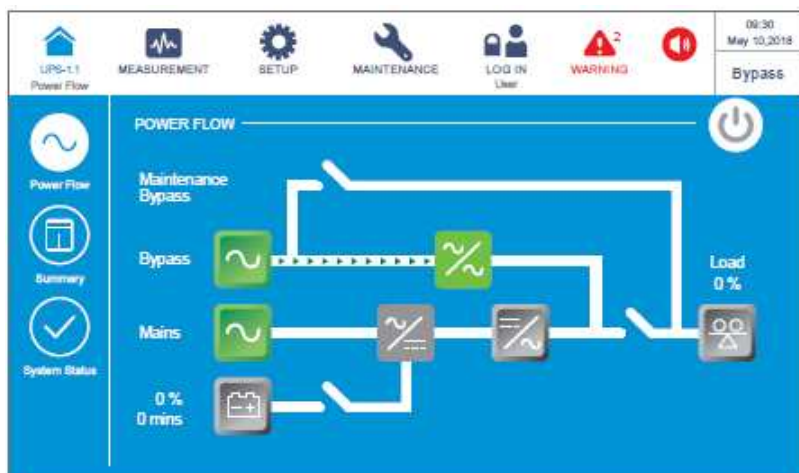 UPS-1.1
Power Flow
MEASUREMENT
SETUP
MAINTENANCE
LOG IN
User
WARNING
2
09:30
May 10,2018
Bypass
POWER FLOW
Power Flow
Summary
System Status
Maintenance
Bypass
Bypass
Mains
0 %
0 mins
Load
0 %